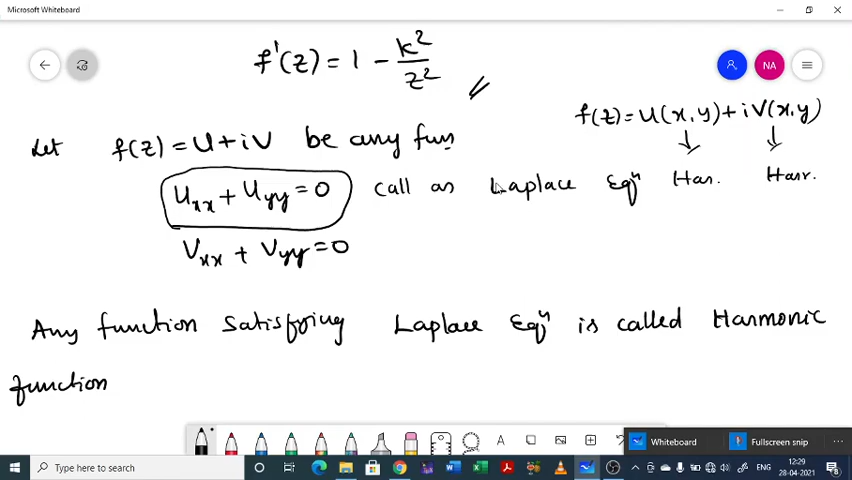 Microsoft Whiteboard
NA
f'(z) = 1 - k²/z²
f(z) = U(x,y) + i V(x,y)
Let f(z) = U + iV be any fun
Uxx + Uyy = 0 call as Laplace Eqⁿ Har. Har.
Vxx + Vyy = 0
Any function satisfying Laplace Eqⁿ is called Harmonic
function
Whiteboard
Fullscreen snip
Type here to search
ENG
12:29
28-04-2021